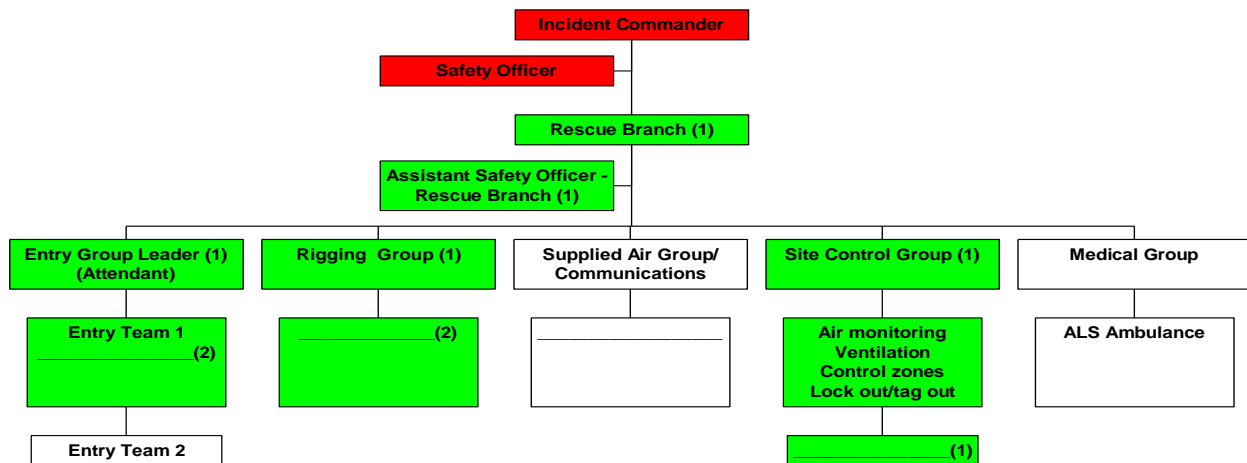 Incident Commander
Safety Officer
Rescue Branch (1)
Assistant Safety Officer -
Rescue Branch (1)
Entry Group Leader (1)
(Attendant)
Rigging Group (1)
Supplied Air Group/
Communications
Site Control Group (1)
Medical Group
Entry Team 1
_______________(2)
_____________(2)
__________________
Air monitoring
Ventilation
Control zones
Lock out/tag out
ALS Ambulance
Entry Team 2
_______________(1)